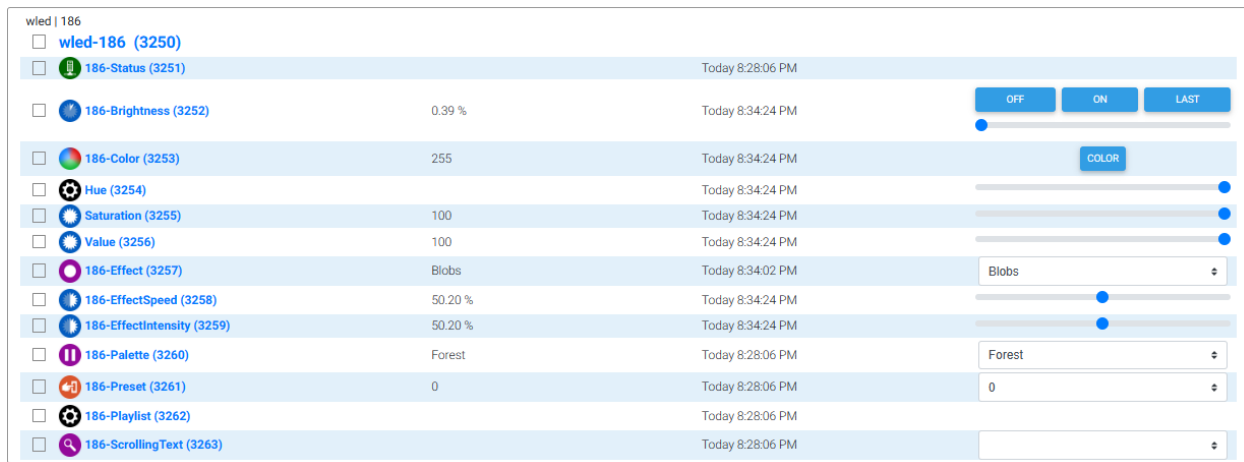 wled | 186
wled-186 (3250)
186-Status (3251) Today 8:28:06 PM
186-Brightness (3252) 0.39 % Today 8:34:24 PM OFF ON LAST
186-Color (3253) 255 Today 8:34:24 PM COLOR
Hue (3254) Today 8:34:24 PM
Saturation (3255) 100 Today 8:34:24 PM
Value (3256) 100 Today 8:34:24 PM
186-Effect (3257) Blobs Today 8:34:02 PM Blobs
186-EffectSpeed (3258) 50.20 % Today 8:34:24 PM
186-EffectIntensity (3259) 50.20 % Today 8:34:24 PM
186-Palette (3260) Forest Today 8:28:06 PM Forest
186-Preset (3261) 0 Today 8:28:06 PM 0
186-Playlist (3262) Today 8:28:06 PM
186-ScrollingText (3263) Today 8:28:06 PM